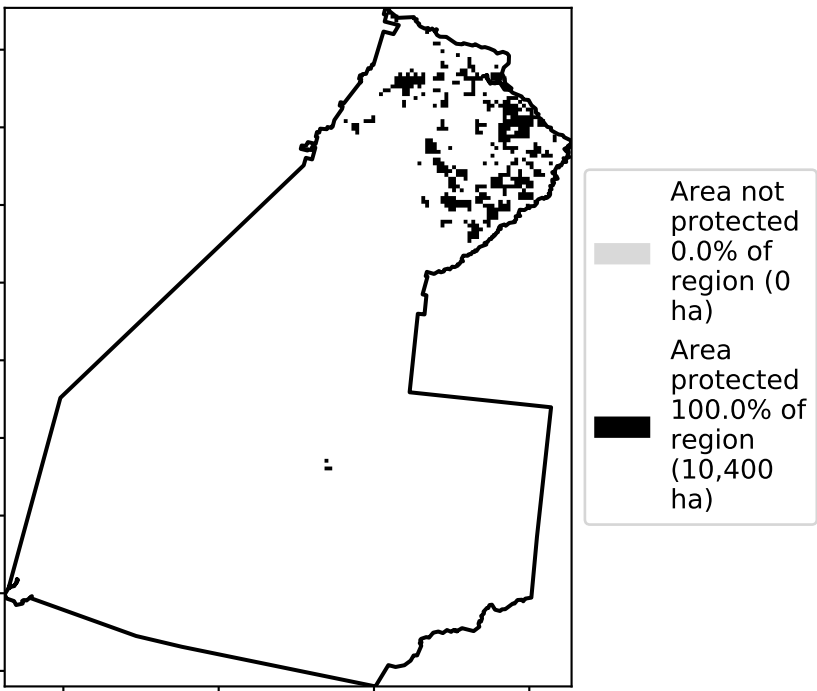 Area not
protected
0.0% of
region (0
ha)
Area
protected
100.0% of
region
(10,400
ha)